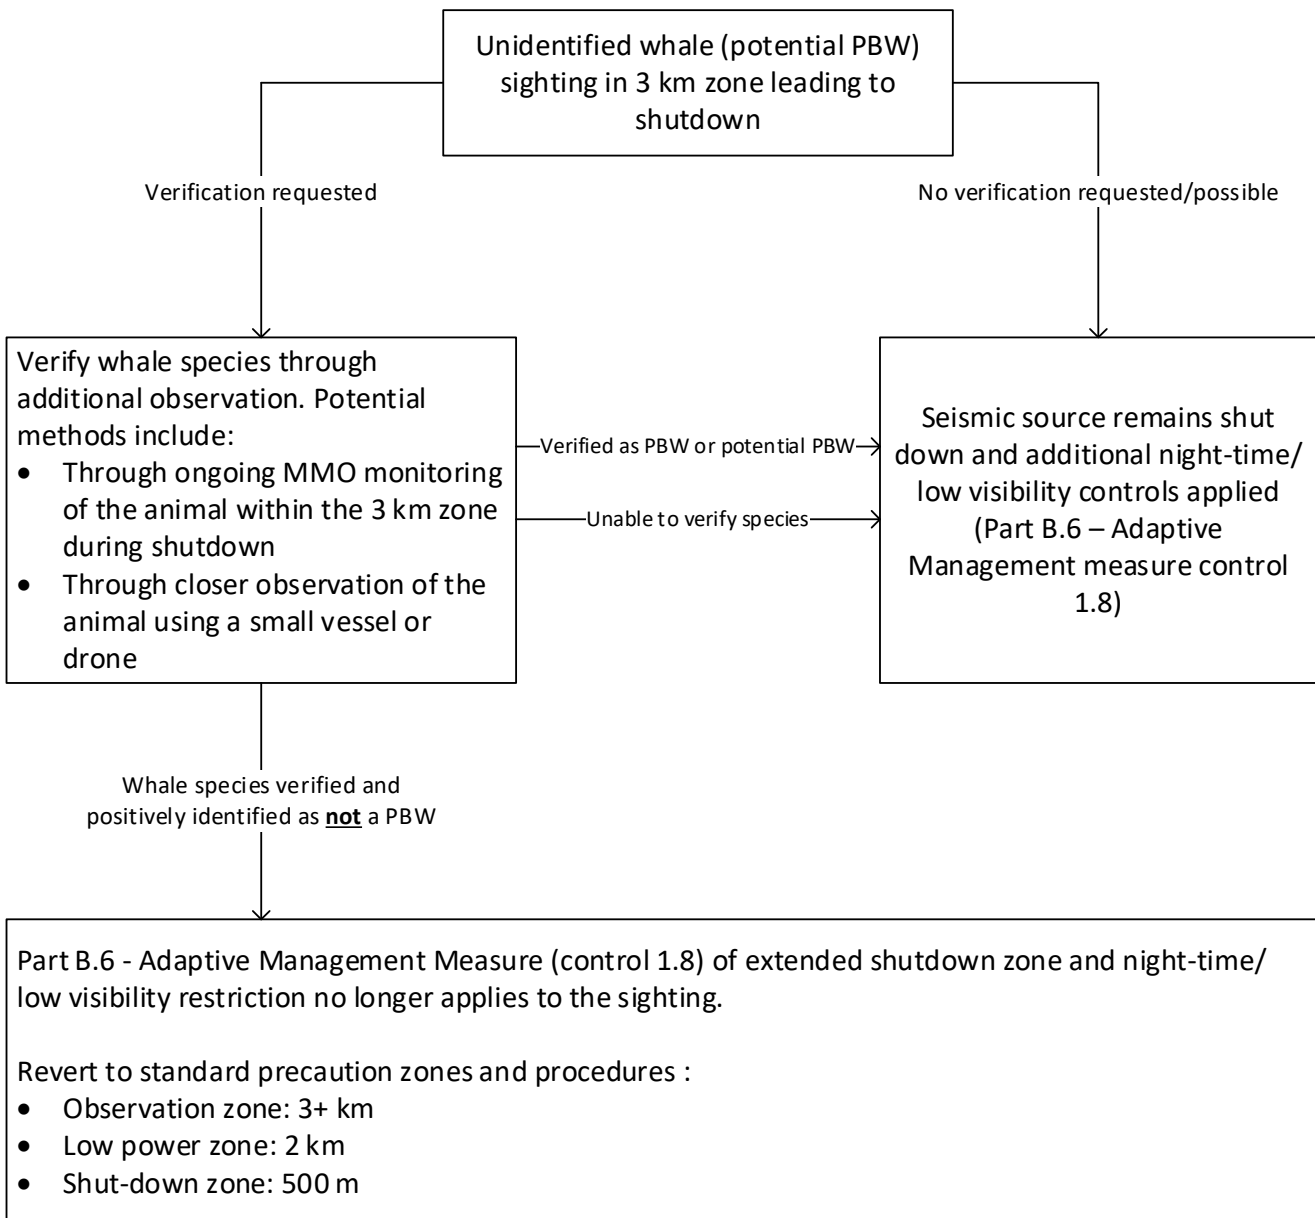 Unidentified whale (potential PBW)
sighting in 3 km zone leading to
shutdown
Verification requested
No verification requested/possible
Verify whale species through
additional observation. Potential
methods include:
• Through ongoing MMO monitoring
of the animal within the 3 km zone
during shutdown
• Through closer observation of the
animal using a small vessel or
drone
Verified as PBW or potential PBW
Unable to verify species
Seismic source remains shut
down and additional night-time/
low visibility controls applied
(Part B.6 – Adaptive
Management measure control
1.8)
Whale species verified and
positively identified as not a PBW
Part B.6 - Adaptive Management Measure (control 1.8) of extended shutdown zone and night-time/
low visibility restriction no longer applies to the sighting.
Revert to standard precaution zones and procedures :
• Observation zone: 3+ km
• Low power zone: 2 km
• Shut-down zone: 500 m